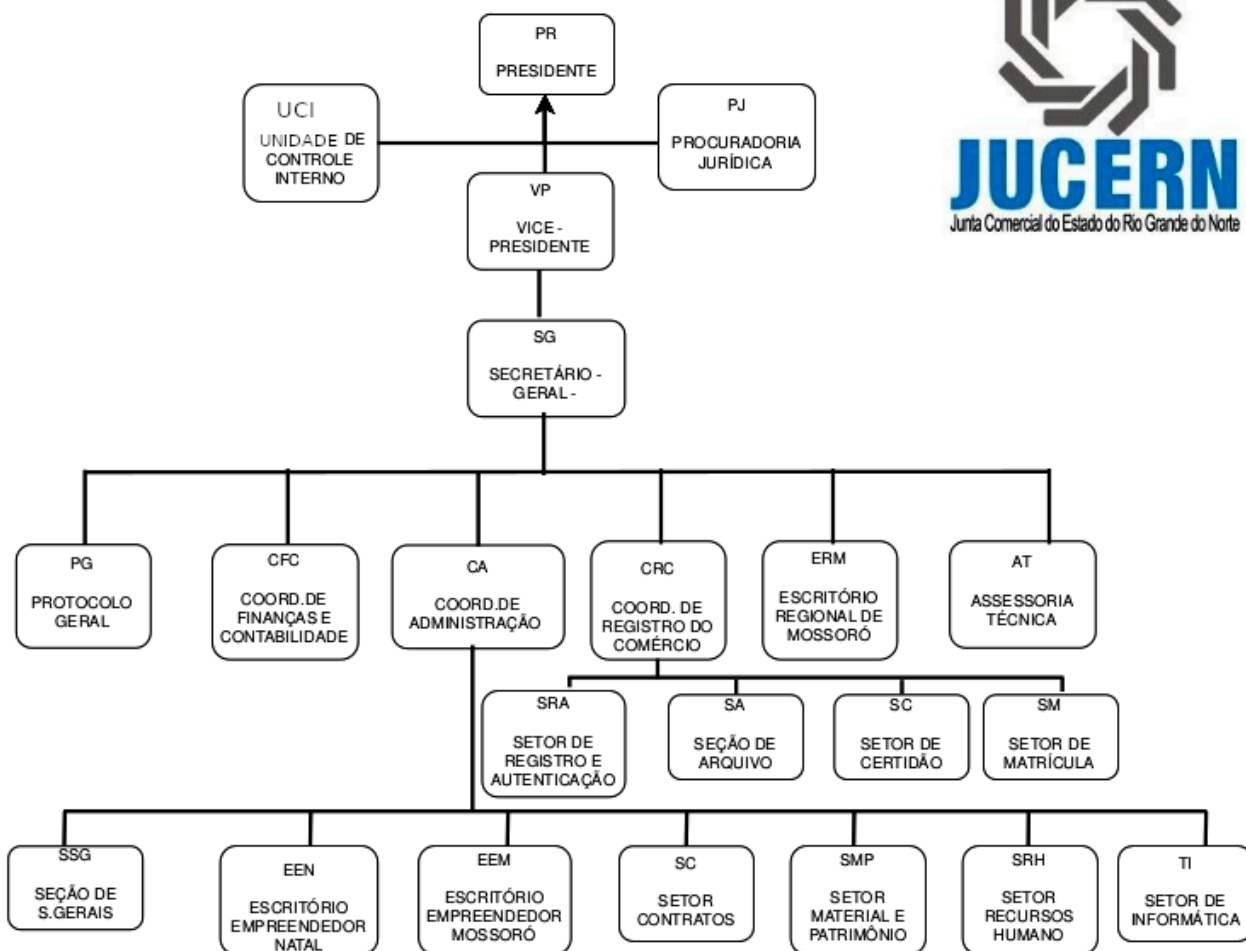 PR
PRESIDENTE
UCI
UNIDADE DE
CONTROLE
INTERNO
PJ
PROCURADORIA
JURÍDICA
JUCERN
Junta Comercial do Estado do Rio Grande do Norte
VP
VICE -
PRESIDENTE
SG
SECRETÁRIO -
GERAL -
PG
PROTOCOLO
GERAL
CFC
COORD.DE
FINANÇAS E
CONTABILIDADE
CA
COORD.DE
ADMINISTRAÇÃO
CRC
COORD. DE
REGISTRO DO
COMÉRCIO
ERM
ESCRITÓRIO
REGIONAL DE
MOSSORÓ
AT
ASSESSORIA
TÉCNICA
SRA
SETOR DE
REGISTRO E
AUTENTICAÇÃO
SA
SEÇÃO DE
ARQUIVO
SC
SETOR DE
CERTIDÃO
SM
SETOR DE
MATRÍCULA
SSG
SEÇÃO DE
S.GERAIS
EEN
ESCRITÓRIO
EMPREENDEDOR
NATAL
EEM
ESCRITÓRIO
EMPREENDEDOR
MOSSORÓ
SC
SETOR
CONTRATOS
SMP
SETOR
MATERIAL E
PATRIMÔNIO
SRH
SETOR
RECURSOS
HUMANO
TI
SETOR DE
INFORMÁTICA